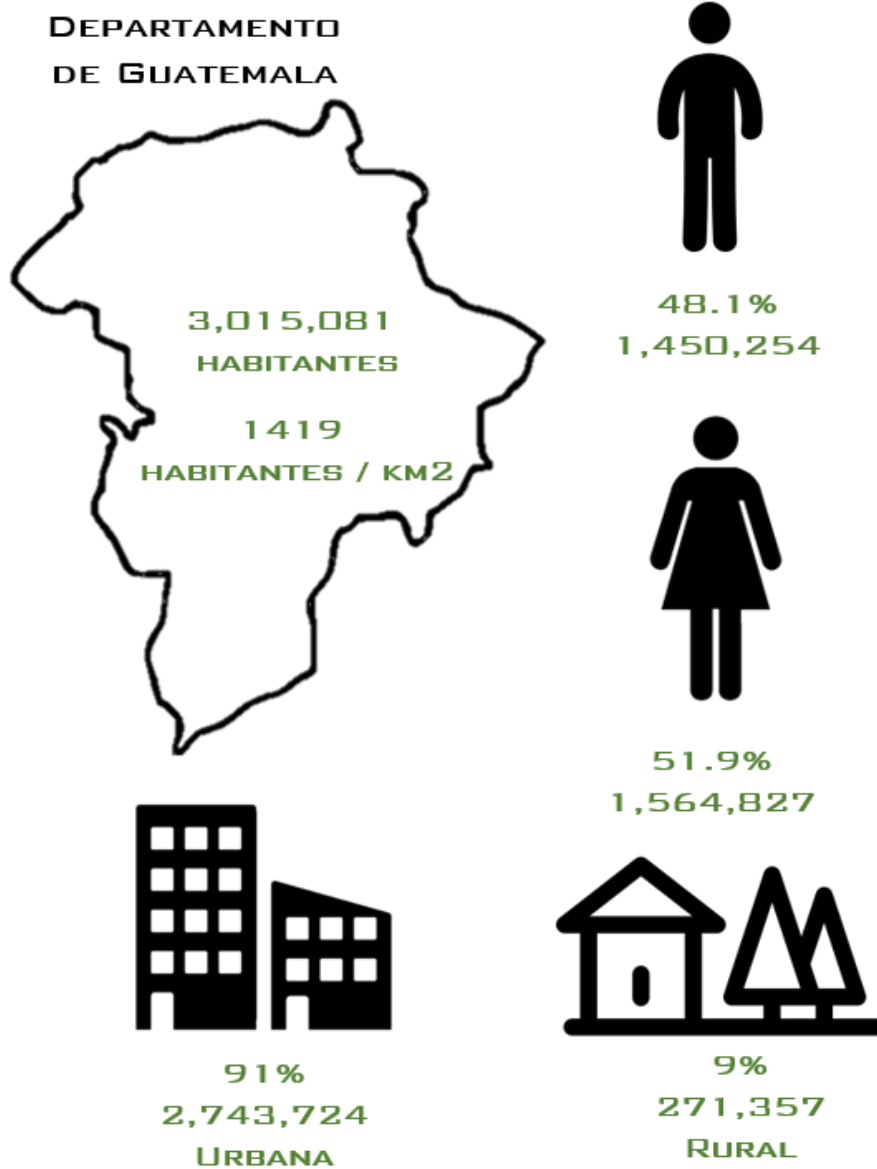 Departamento
de Guatemala
3,015,081
habitantes
1419
habitantes / km2
48.1%
1,450,254
51.9%
1,564,827
91%
2,743,724
Urbana
9%
271,357
Rural